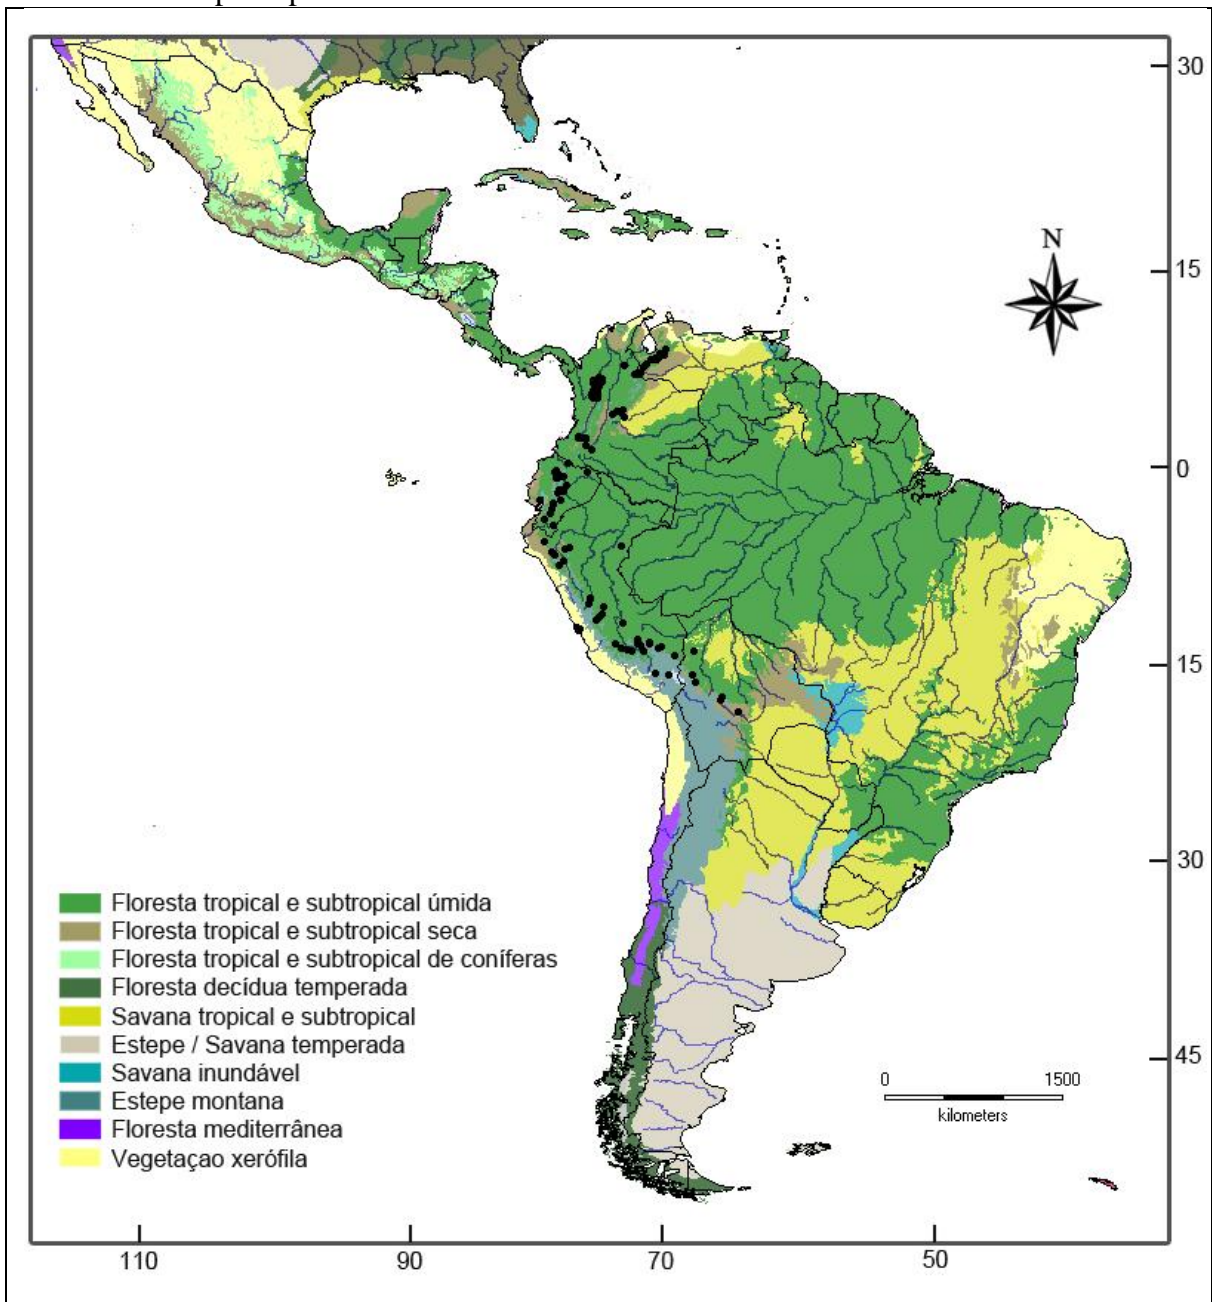 30
N
15
0
15
30
Floresta tropical e subtropical úmida
Floresta tropical e subtropical seca
Floresta tropical e subtropical de coníferas
Floresta decídua temperada
Savana tropical e subtropical
Estepe / Savana temperada
Savana inundável
Estepe montana
Floresta mediterrânea
Vegetaçao xerófila
45
0 1500
kilometers
110 90 70 50